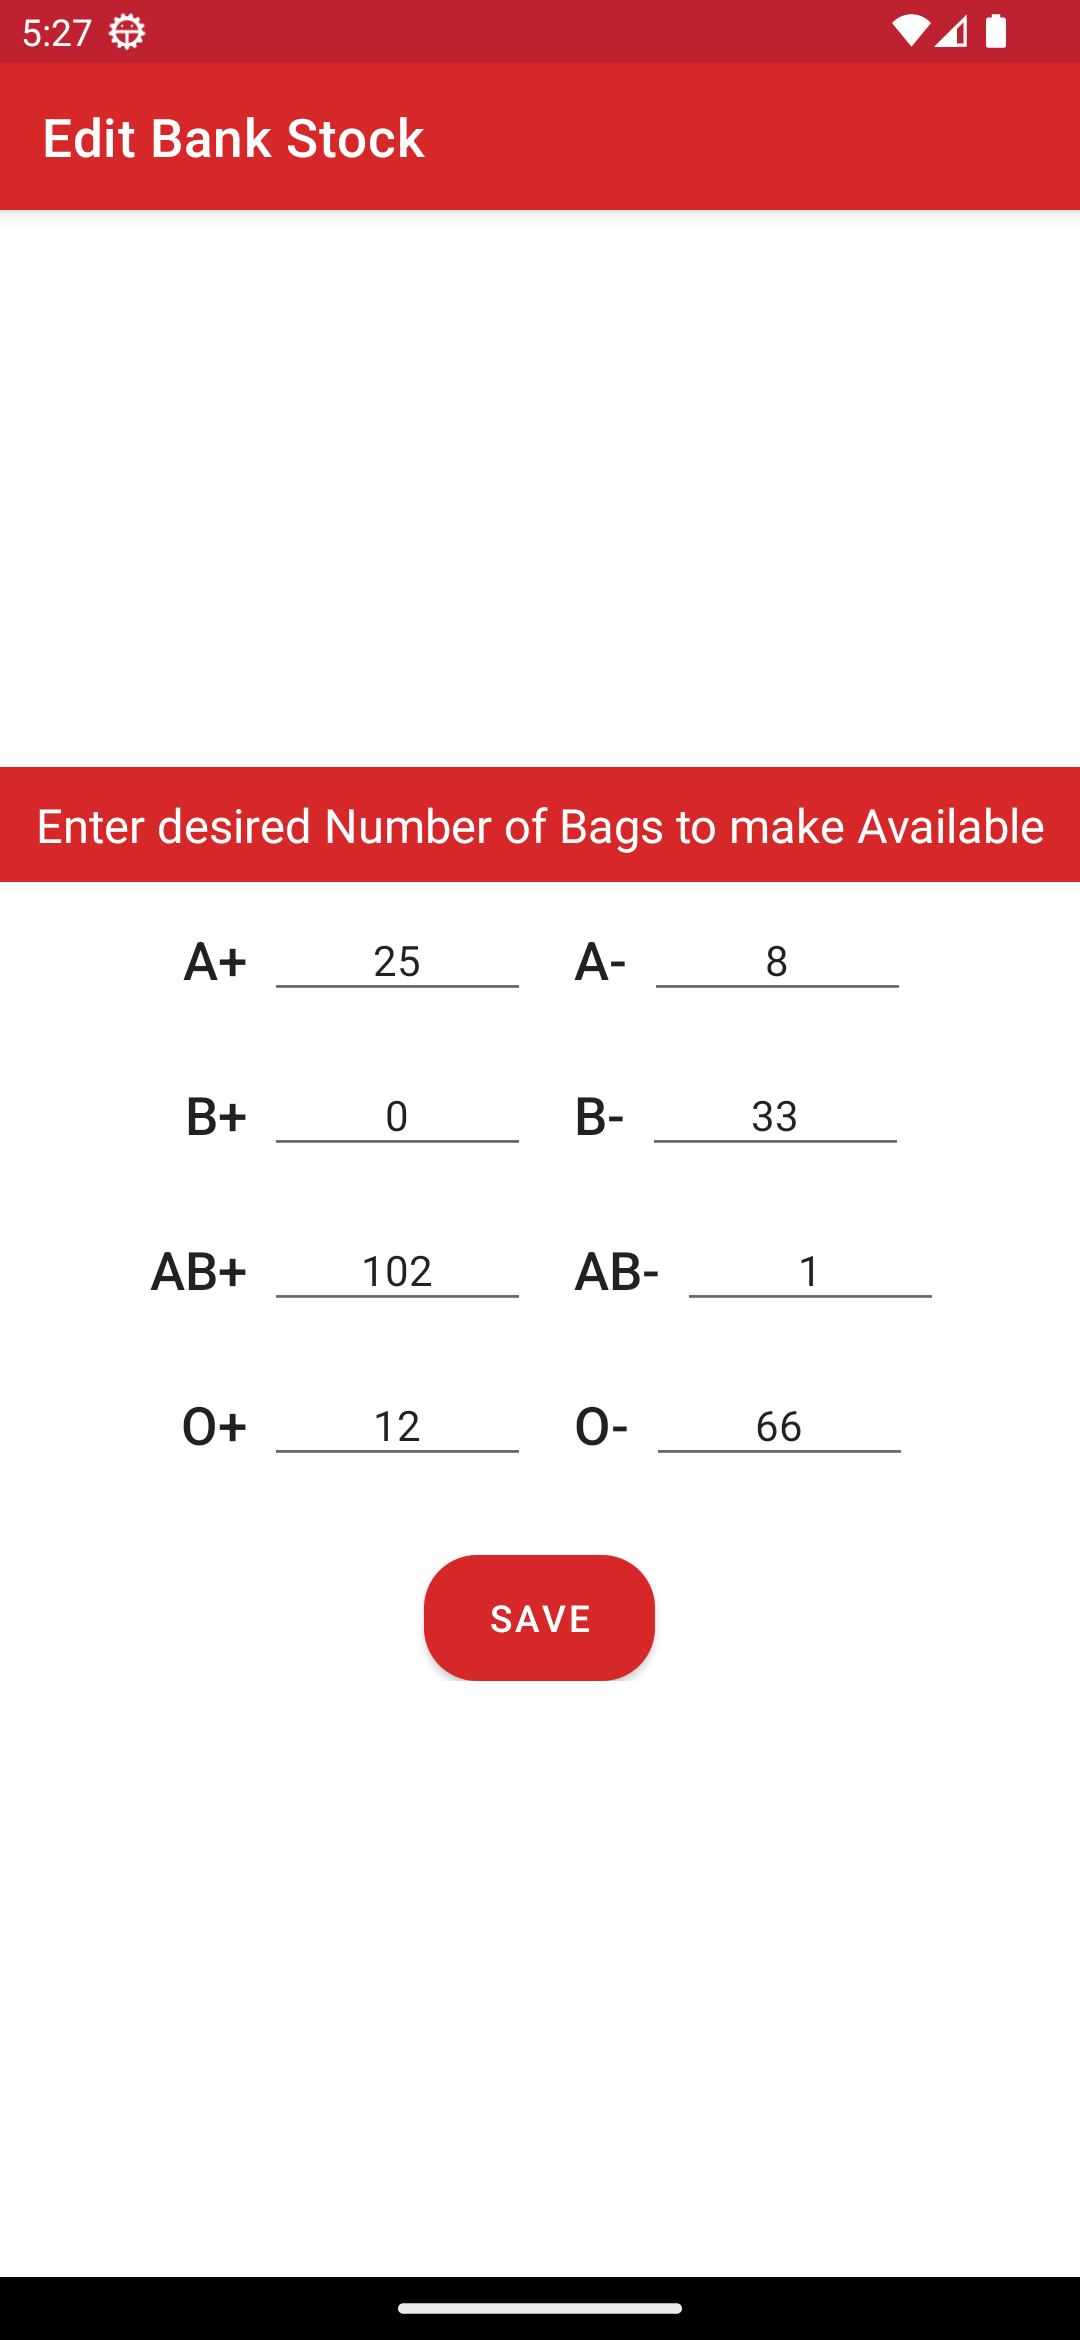 5:27
Edit Bank Stock
Enter desired Number of Bags to make Available
A+ 25 A- 8
B+ 0 B- 33
AB+ 102 AB- 1
O+ 12 O- 66
SAVE